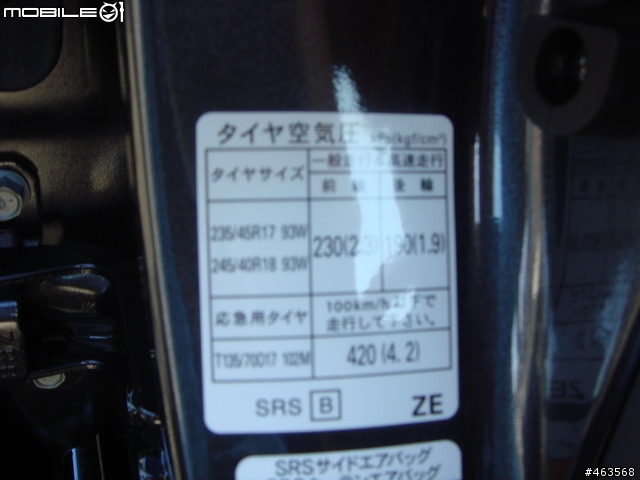 MOBILE01
タイヤ空気圧 kPa(kgf/cm²)
タイヤサイズ
一般走行&高速走行
前輪 後輪
235/45R17 93W
245/40R18 93W
230(2.3) 190(1.9)
応急用タイヤ
100km/h以下で
走行して下さい。
T135/70D17 102M
420(4.2)
SRS B ZE
SRSサイドエアバッグ
#463568